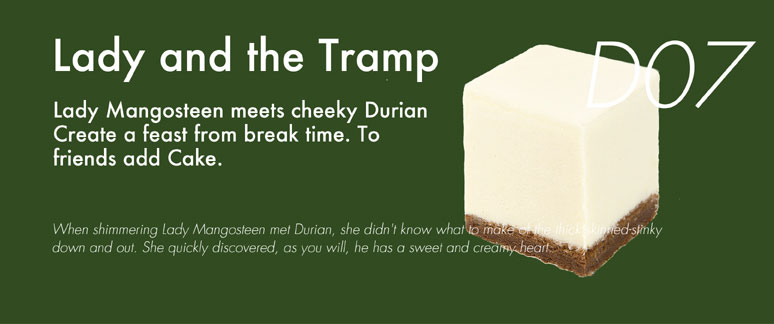 Lady and the Tramp
D07
Lady Mangosteen meets cheeky Durian
Create a feast from break time. To
friends add Cake.
When shimmering Lady Mangosteen met Durian, she didn't know what to make of the thick-skinned-stinky
down and out. She quickly discovered, as you will, he has a sweet and creamy heart.